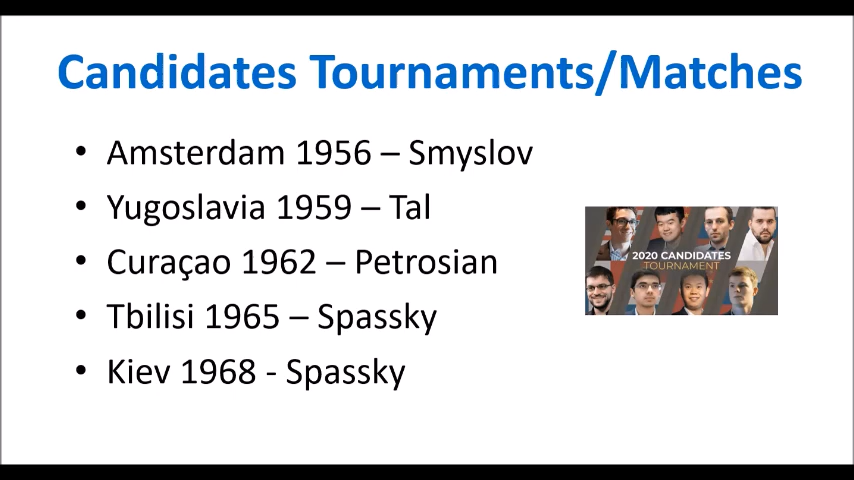 Candidates Tournaments/Matches
• Amsterdam 1956 – Smyslov
• Yugoslavia 1959 – Tal
• Curaçao 1962 – Petrosian
• Tbilisi 1965 – Spassky
• Kiev 1968 - Spassky
2020 CANDIDATES
TOURNAMENT